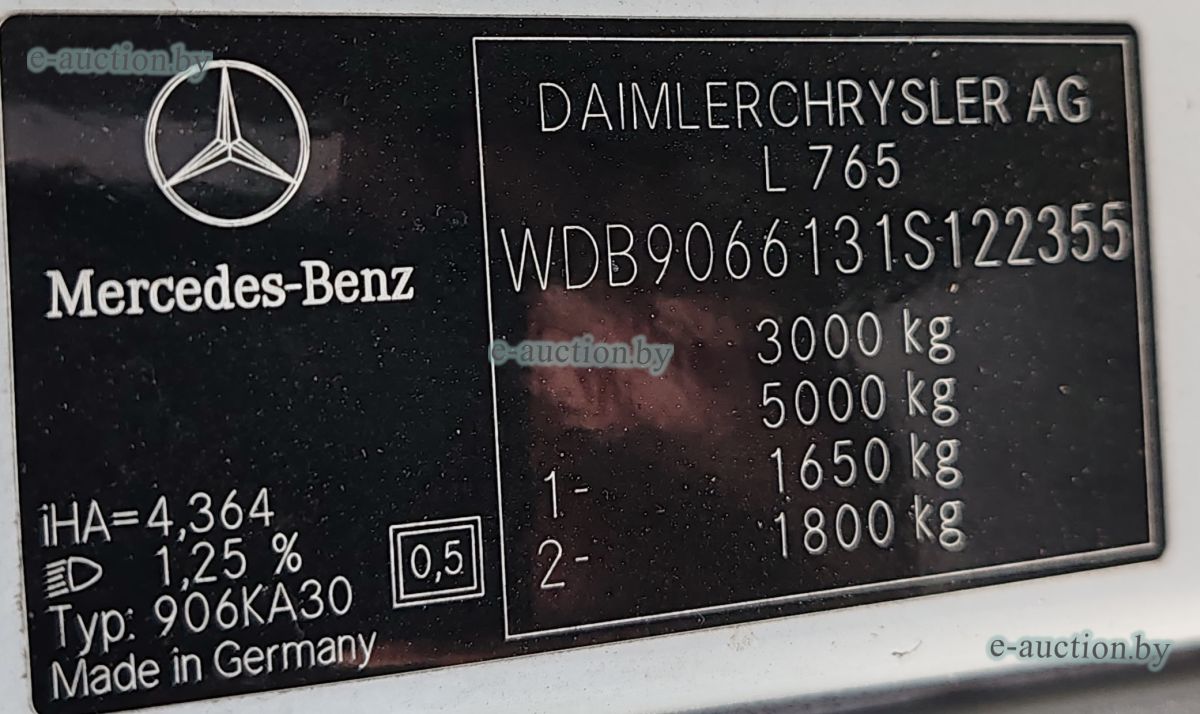 e-auction.by
Mercedes-Benz
iHA=4,364
1,25 %
Typ: 906KA30
Made in Germany
0,5
DAIMLERCHRYSLER AG
L 765
WDB9066131S122355
3000 kg
5000 kg
1- 1650 kg
2- 1800 kg
e-auction.by
e-auction.by